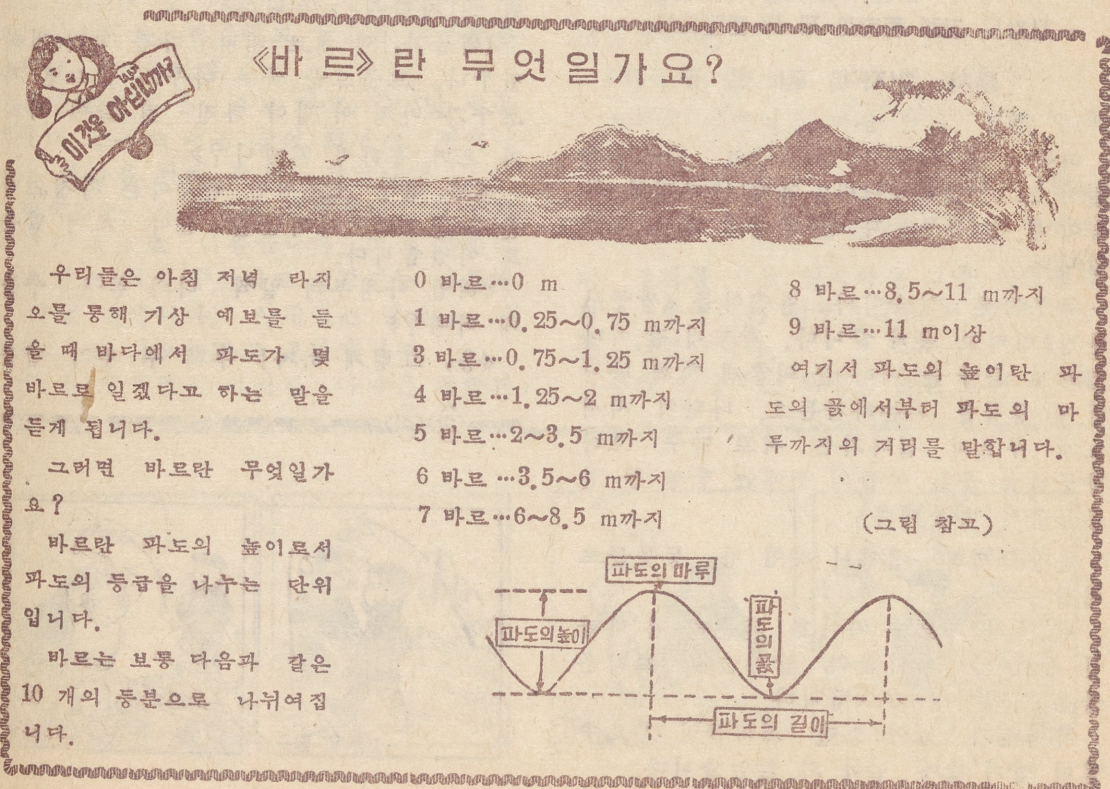 이것을 아십니까?
《바르》란 무엇일가요?
우리들은 아침 저녁 라지
오를 통해 기상 예보를 들
을 때 바다에서 파도가 몇
바르로 일겠다고 하는 말을
듣게 됩니다.
그러면 바르란 무엇일가
요?
바르란 파도의 높이로서
파도의 등급을 나누는 단위
입니다.
바르는 보통 다음과 같은
10 개의 등분으로 나뉘여집
니다.
0 바르…0 m
1 바르…0.25~0.75 m까지
3 바르…0.75~1.25 m까지
4 바르…1.25~2 m까지
5 바르…2~3.5 m까지
6 바르…3.5~6 m까지
7 바르…6~8.5 m까지
8 바르…8.5~11 m까지
9 바르…11 m이상
여기서 파도의 높이란 파
도의 곬에서부터 파도의 마
루까지의 거리를 말합니다.
(그림 참고)
파도의 마루
파도의 높이
파도의 곬
파도의 길이